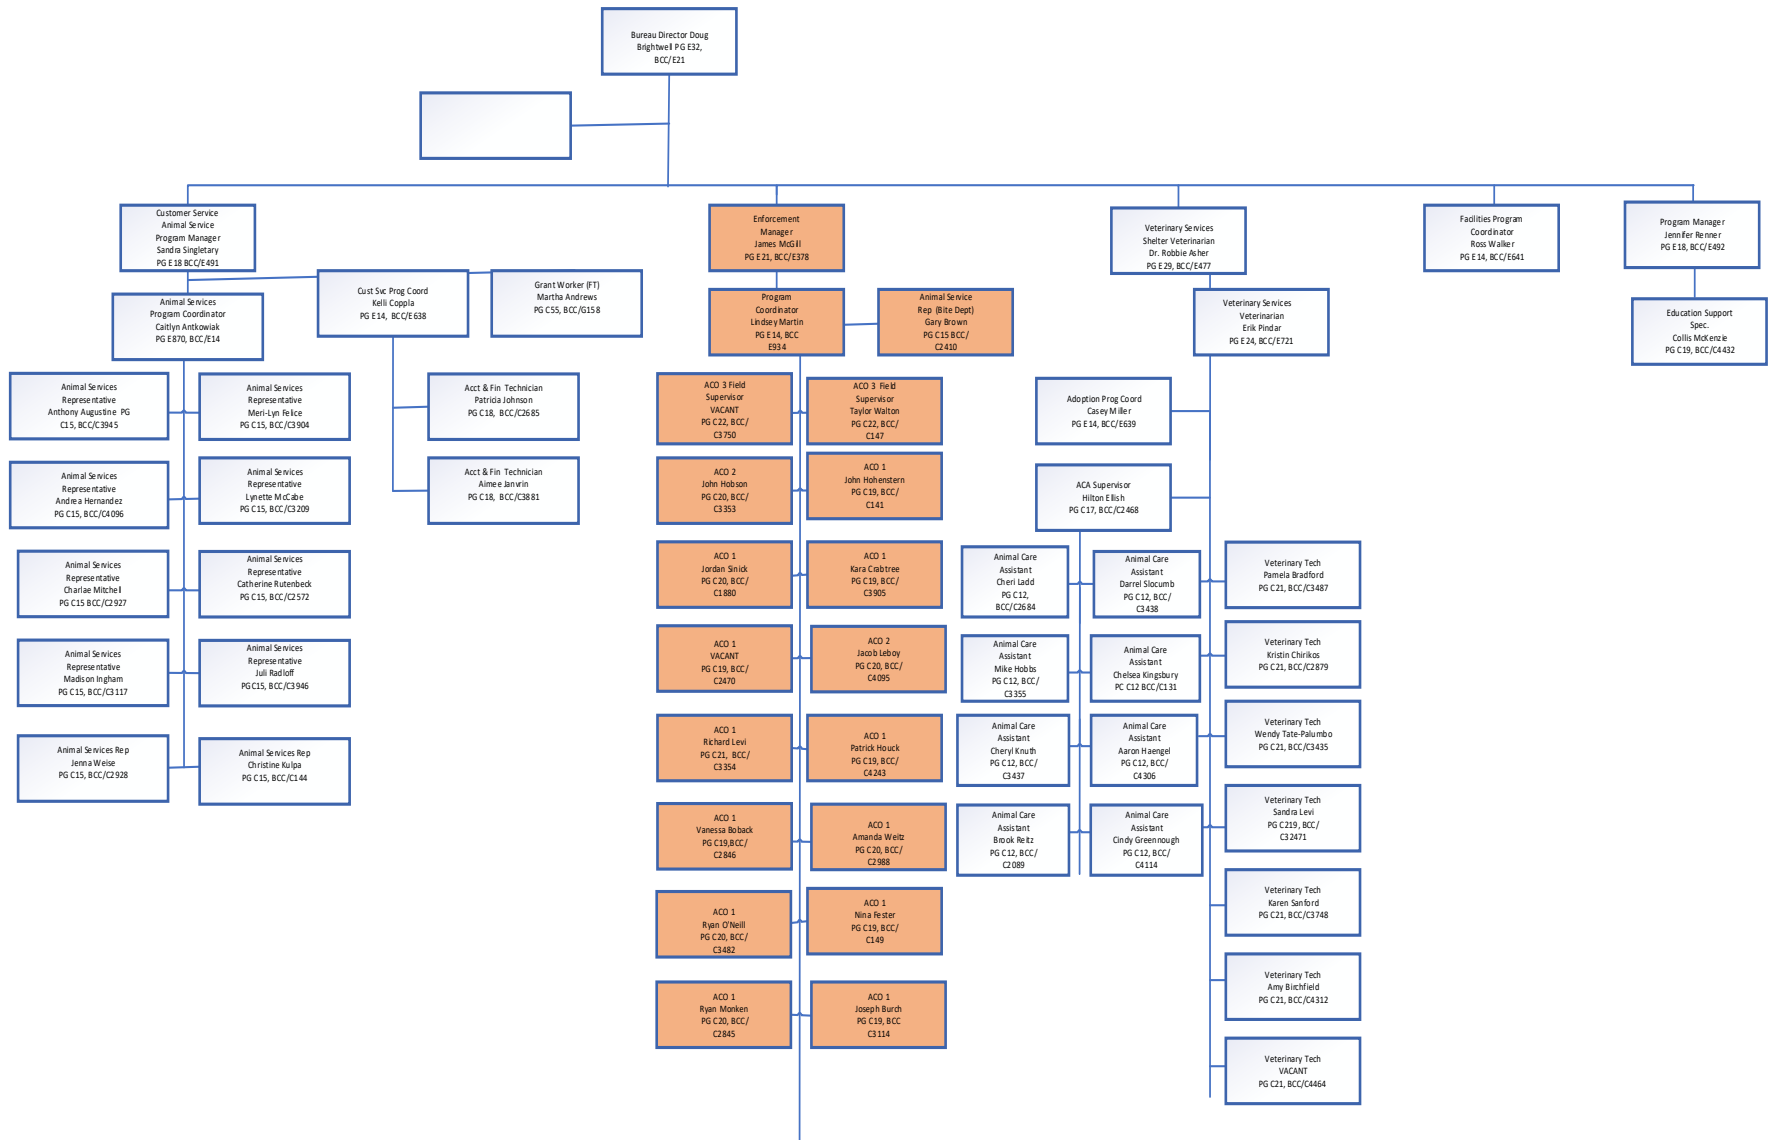 Bureau Director Doug
Brightwell PG E32,
BCC/E21
Customer Service
Animal Service
Program Manager
Sandra Singletary
PG E18 BCC/E491
Enforcement
Manager
James McGill
PG E21, BCC/E378
Veterinary Services
Shelter Veterinarian
Dr. Robbie Asher
PG E29, BCC/E477
Facilities Program
Coordinator
Ross Walker
PG E14, BCC/E641
Program Manager
Jennifer Renner
PG E18, BCC/E492
Animal Services
Program Coordinator
Caitlyn Antkowiak
PG E870, BCC/E14
Cust Svc Prog Coord
Kelli Coppla
PG E14, BCC/E638
Grant Worker (FT)
Martha Andrews
PG C55, BCC/G158
Program
Coordinator
Lindsey Martin
PG E14, BCC
E934
Animal Service
Rep (Bite Dept)
Gary Brown
PG C15 BCC/
C2410
Veterinary Services
Veterinarian
Erik Pindar
PG E24, BCC/E721
Education Support
Spec.
Collis McKenzie
PG C19, BCC/C4432
Animal Services
Representative
Anthony Augustine PG
C15, BCC/C3945
Animal Services
Representative
Meri-Lyn Felice
PG C15, BCC/C3904
Animal Services
Representative
Andrea Hernandez
PG C15, BCC/C4096
Animal Services
Representative
Lynette McCabe
PG C15, BCC/C3209
Animal Services
Representative
Charlae Mitchell
PG C15 BCC/C2927
Animal Services
Representative
Catherine Rutenbeck
PG C15, BCC/C2572
Animal Services
Representative
Madison Ingham
PG C15, BCC/C3117
Animal Services
Representative
Juli Radloff
PG C15, BCC/C3946
Animal Services Rep
Jenna Weise
PG C15, BCC/C2928
Animal Services Rep
Christine Kulpa
PG C15, BCC/C144
Acct & Fin Technician
Patricia Johnson
PG C18, BCC/C2685
Acct & Fin Technician
Aimee Janvrin
PG C18, BCC/C3881
ACO 3 Field
Supervisor
VACANT
PG C22, BCC/
C3750
ACO 3 Field
Supervisor
Taylor Walton
PG C22, BCC/
C147
ACO 2
John Hobson
PG C20, BCC/
C3353
ACO 1
John Hohenstern
PG C19, BCC/
C141
ACO 1
Jordan Sinick
PG C20, BCC/
C1880
ACO 1
Kara Crabtree
PG C19, BCC/
C3905
ACO 1
VACANT
PG C19, BCC/
C2470
ACO 2
Jacob Leboy
PG C20, BCC/
C4095
ACO 1
Richard Levi
PG C21, BCC/
C3354
ACO 1
Patrick Houck
PG C19, BCC/
C4243
ACO 1
Vanessa Boback
PG C19,BCC/
C2846
ACO 1
Amanda Weitz
PG C20, BCC/
C2988
ACO 1
Ryan O'Neill
PG C20, BCC/
C3482
ACO 1
Nina Fester
PG C19, BCC/
C149
ACO 1
Ryan Monken
PG C20, BCC/
C2845
ACO 1
Joseph Burch
PG C19, BCC
C3114
Adoption Prog Coord
Casey Miller
PG E14, BCC/E639
ACA Supervisor
Hilton Ellish
PG C17, BCC/C2468
Animal Care
Assistant
Cheri Ladd
PG C12,
BCC/C2684
Animal Care
Assistant
Darrel Slocumb
PG C12, BCC/
C3438
Animal Care
Assistant
Mike Hobbs
PG C12, BCC/
C3355
Animal Care
Assistant
Chelsea Kingsbury
PC C12 BCC/C131
Animal Care
Assistant
Cheryl Knuth
PG C12, BCC/
C3437
Animal Care
Assistant
Aaron Haengel
PG C12, BCC/
C4306
Animal Care
Assistant
Brook Reitz
PG C12, BCC/
C2089
Animal Care
Assistant
Cindy Greennough
PG C12, BCC/
C4114
Veterinary Tech
Pamela Bradford
PG C21, BCC/C3487
Veterinary Tech
Kristin Chirikos
PG C21, BCC/C2879
Veterinary Tech
Wendy Tate-Palumbo
PG C21, BCC/C3435
Veterinary Tech
Sandra Levi
PG C219, BCC/
C32471
Veterinary Tech
Karen Sanford
PG C21, BCC/C3748
Veterinary Tech
Amy Birchfield
PG C21, BCC/C4312
Veterinary Tech
VACANT
PG C21, BCC/C4464